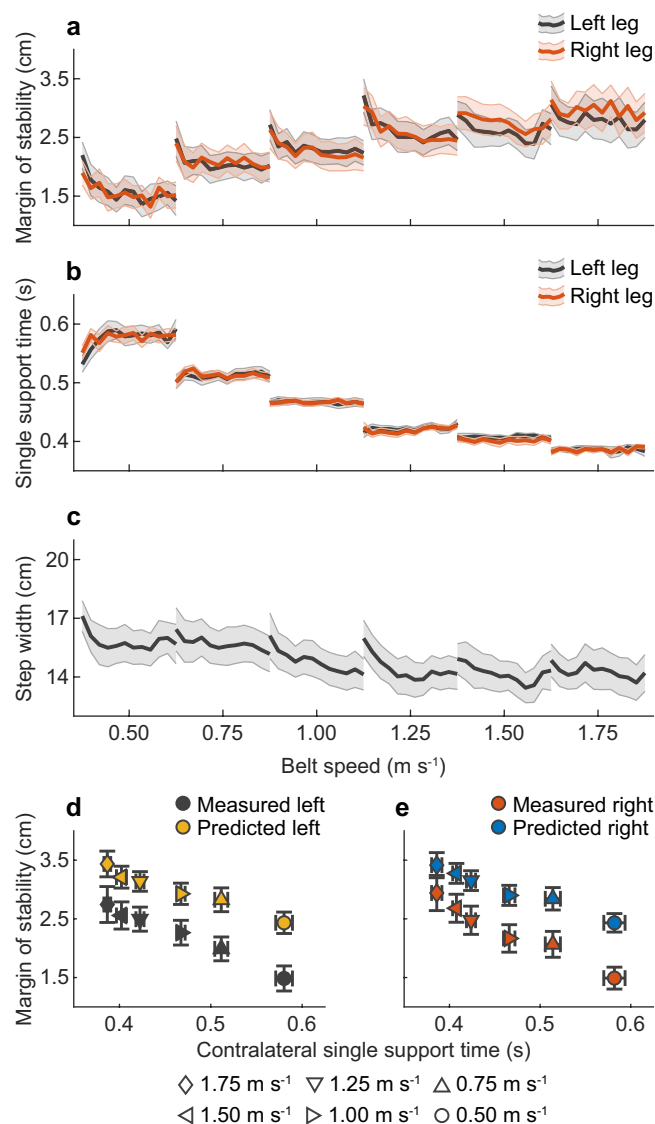 a
Left leg
Right leg
Margin of stability (cm)
3.5
2.5
1.5
b
Left leg
Right leg
Single support time (s)
0.6
0.5
0.4
c
Step width (cm)
20
17
14
0.50 0.75 1.00 1.25 1.50 1.75
Belt speed (m s⁻¹)
d
Measured left
Predicted left
e
Measured right
Predicted right
Margin of stability (cm)
3.5
2.5
1.5
0.4 0.5 0.6 0.4 0.5 0.6
Contralateral single support time (s)
1.75 m s⁻¹ 1.25 m s⁻¹ 0.75 m s⁻¹
1.50 m s⁻¹ 1.00 m s⁻¹ 0.50 m s⁻¹